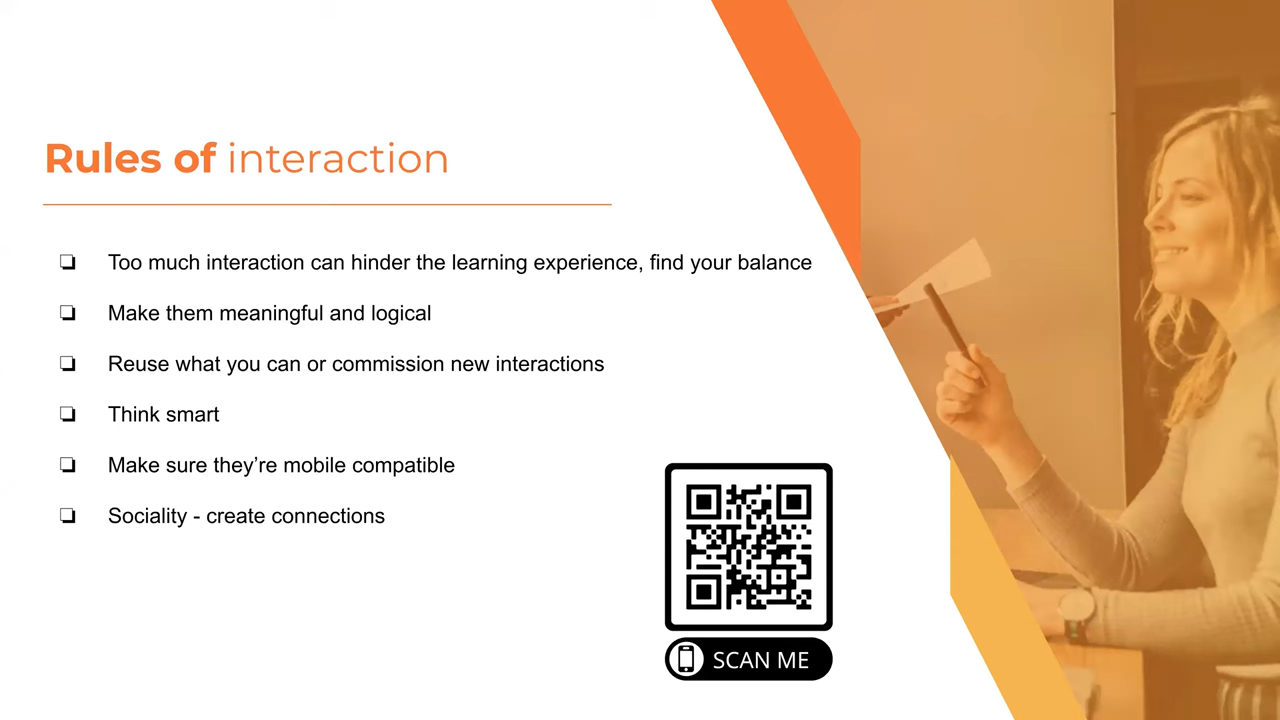 Rules of interaction
❏ Too much interaction can hinder the learning experience, find your balance
❏ Make them meaningful and logical
❏ Reuse what you can or commission new interactions
❏ Think smart
❏ Make sure they’re mobile compatible
❏ Sociality - create connections
SCAN ME